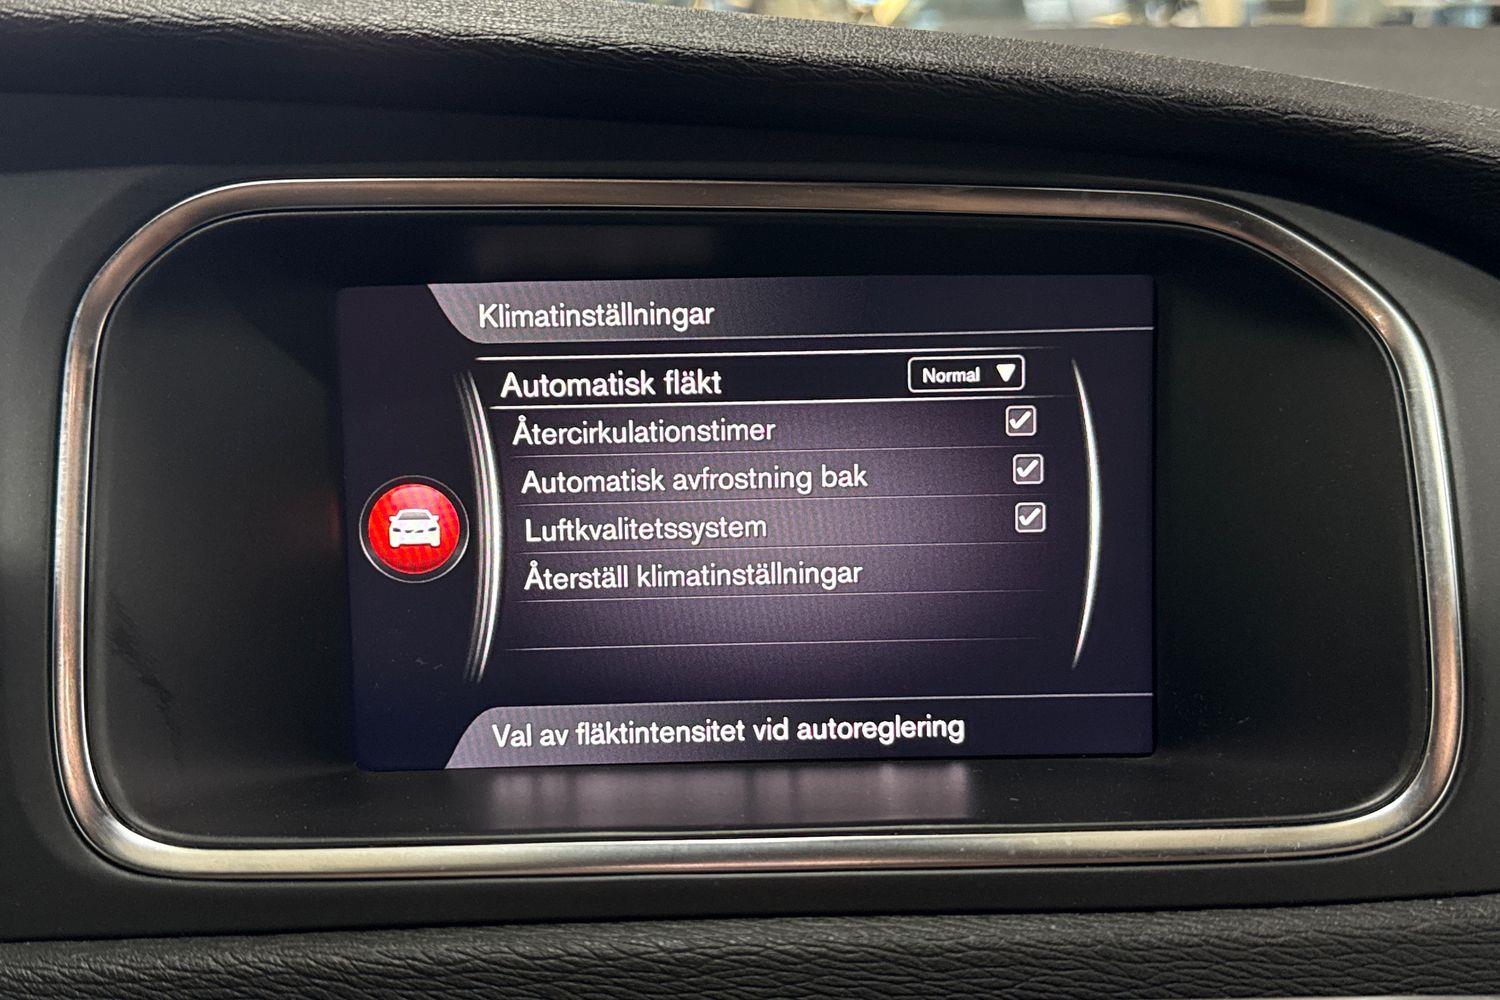 Klimatinställningar
Automatisk fläkt Normal
Återcirkulationstimer
Automatisk avfrostning bak
Luftkvalitetssystem
Återställ klimatinställningar
Val av fläktintensitet vid autoreglering